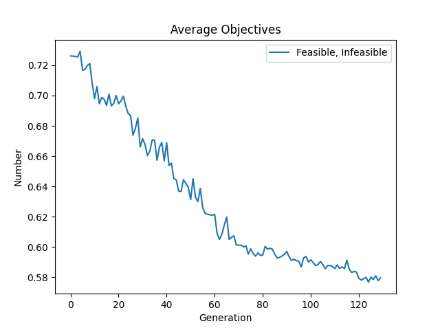 Average Objectives
Feasible, Infeasible
Number
0.72
0.70
0.68
0.66
0.64
0.62
0.60
0.58
0 20 40 60 80 100 120
Generation